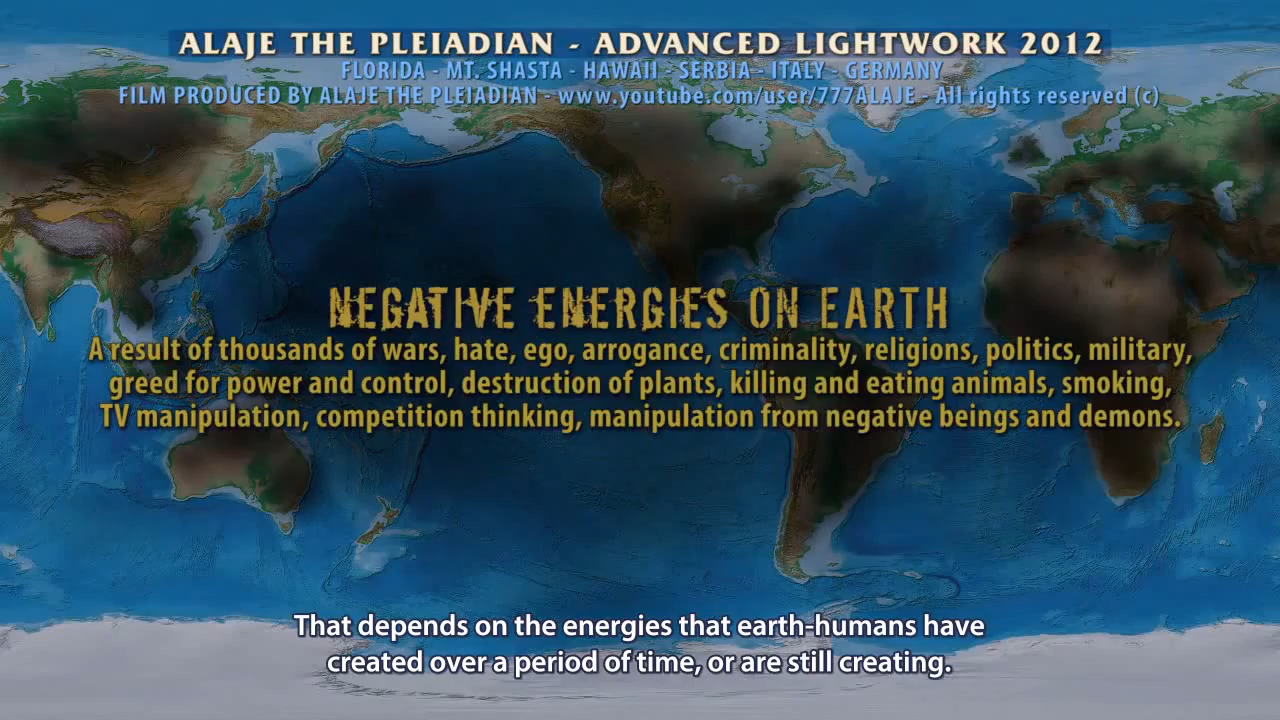 ALAJE THE PLEIADIAN - ADVANCED LIGHTWORK 2012
FLORIDA - MT. SHASTA - HAWAII - SERBIA - ITALY - GERMANY
FILM PRODUCED BY ALAJE THE PLEIADIAN - www.youtube.com/user/777ALAJE - All rights reserved (c)
NEGATIVE ENERGIES ON EARTH
A result of thousands of wars, hate, ego, arrogance, criminality, religions, politics, military,
greed for power and control, destruction of plants, killing and eating animals, smoking,
TV manipulation, competition thinking, manipulation from negative beings and demons.
That depends on the energies that earth-humans have
created over a period of time, or are still creating.